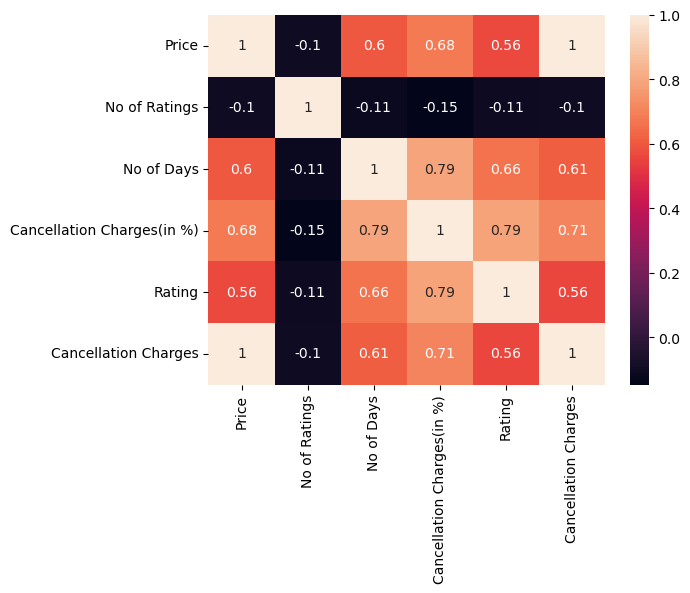 Price 1 -0.1 0.6 0.68 0.56 1
No of Ratings -0.1 1 -0.11 -0.15 -0.11 -0.1
No of Days 0.6 -0.11 1 0.79 0.66 0.61
Cancellation Charges(in %) 0.68 -0.15 0.79 1 0.79 0.71
Rating 0.56 -0.11 0.66 0.79 1 0.56
Cancellation Charges 1 -0.1 0.61 0.71 0.56 1
Price
No of Ratings
No of Days
Cancellation Charges(in %)
Rating
Cancellation Charges
1.0
0.8
0.6
0.4
0.2
0.0